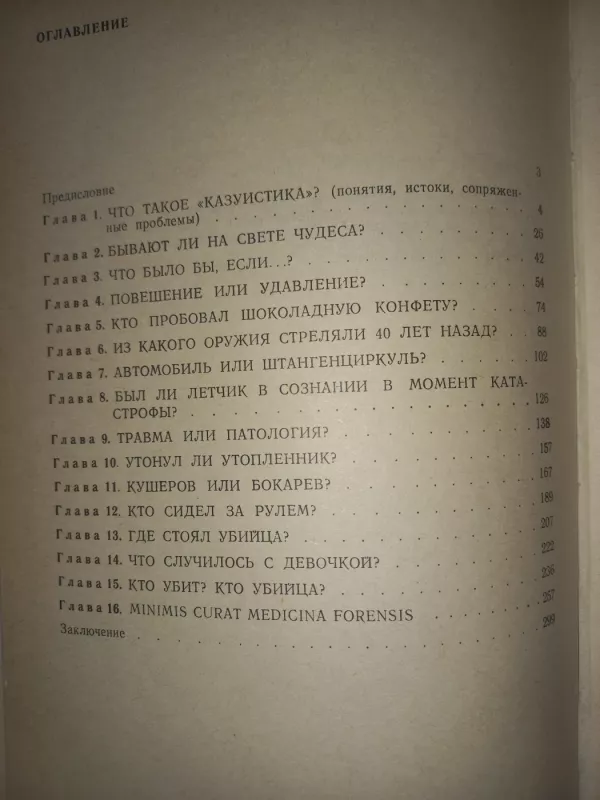 ОГЛАВЛЕНИЕ
Предисловие 3
Глава 1. ЧТО ТАКОЕ «КАЗУИСТИКА»? (понятия, истоки, сопряжен-
ные проблемы) . . . . . . . . . . . . . . 4
Глава 2. БЫВАЮТ ЛИ НА СВЕТЕ ЧУДЕСА? . . . . . . . 26
Глава 3. ЧТО БЫЛО БЫ, ЕСЛИ...? . . . . . . . . . . 42
Глава 4. ПОВЕШЕНИЕ ИЛИ УДАВЛЕНИЕ? . . . . . . . 54
Глава 5. КТО ПРОБОВАЛ ШОКОЛАДНУЮ КОНФЕТУ? . . . . 74
Глава 6. ИЗ КАКОГО ОРУЖИЯ СТРЕЛЯЛИ 40 ЛЕТ НАЗАД? . . 88
Глава 7. АВТОМОБИЛЬ ИЛИ ШТАНГЕНЦИРКУЛЬ? . . . . . 102
Глава 8. БЫЛ ЛИ ЛЕТЧИК В СОЗНАНИИ В МОМЕНТ КАТА-
СТРОФЫ? . . . . . . . . . . . . . . . 126
Глава 9. ТРАВМА ИЛИ ПАТОЛОГИЯ? . . . . . . . . . 138
Глава 10. УТОНУЛ ЛИ УТОПЛЕННИК? . . . . . . . . . 157
Глава 11. КУШЕРОВ ИЛИ БОКАРЕВ? . . . . . . . . . 167
Глава 12. КТО СИДЕЛ ЗА РУЛЕМ? . . . . . . . . . . 189
Глава 13. ГДЕ СТОЯЛ УБИЙЦА? . . . . . . . . . . . 207
Глава 14. ЧТО СЛУЧИЛОСЬ С ДЕВОЧКОЙ? . . . . . . . 222
Глава 15. КТО УБИТ? КТО УБИЙЦА? . . . . . . . . . 236
Глава 16. MINIMIS CURAT MEDICINA FORENSIS . . . . . 257
Заключение . . . . . . . . . . . . . . . . . 299